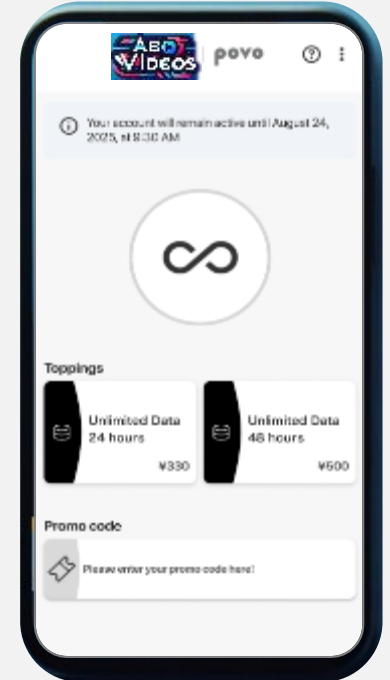 ABO
VIDEOS
povo
Your account will remain active until August 24,
2025, at 9:30 AM
Toppings
Unlimited Data
24 hours
¥330
Unlimited Data
48 hours
¥500
Promo code
Please enter your promo code here!